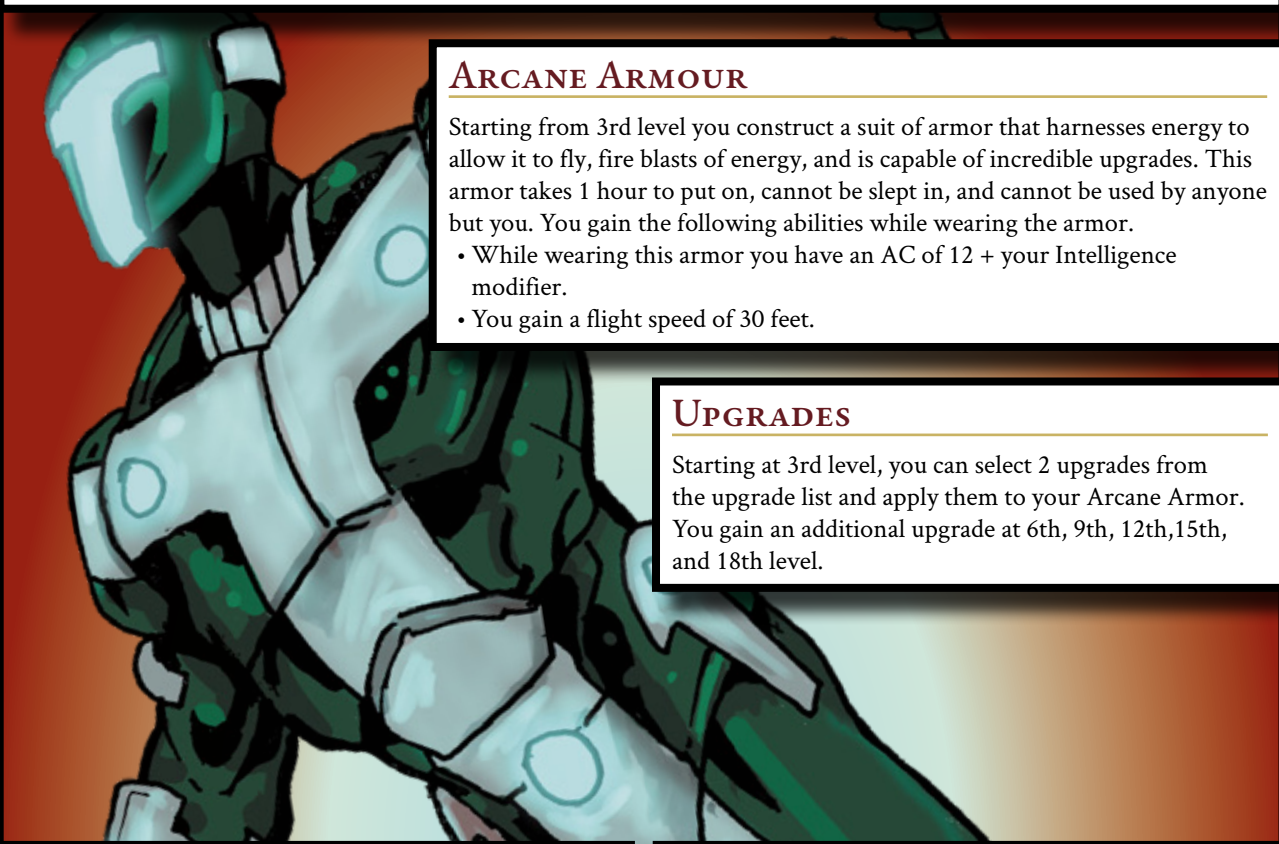 Arcane Armour
Starting from 3rd level you construct a suit of armor that harnesses energy to
allow it to fly, fire blasts of energy, and is capable of incredible upgrades. This
armor takes 1 hour to put on, cannot be slept in, and cannot be used by anyone
but you. You gain the following abilities while wearing the armor.
• While wearing this armor you have an AC of 12 + your Intelligence
modifier.
• You gain a flight speed of 30 feet.
Upgrades
Starting at 3rd level, you can select 2 upgrades from
the upgrade list and apply them to your Arcane Armor.
You gain an additional upgrade at 6th, 9th, 12th,15th,
and 18th level.